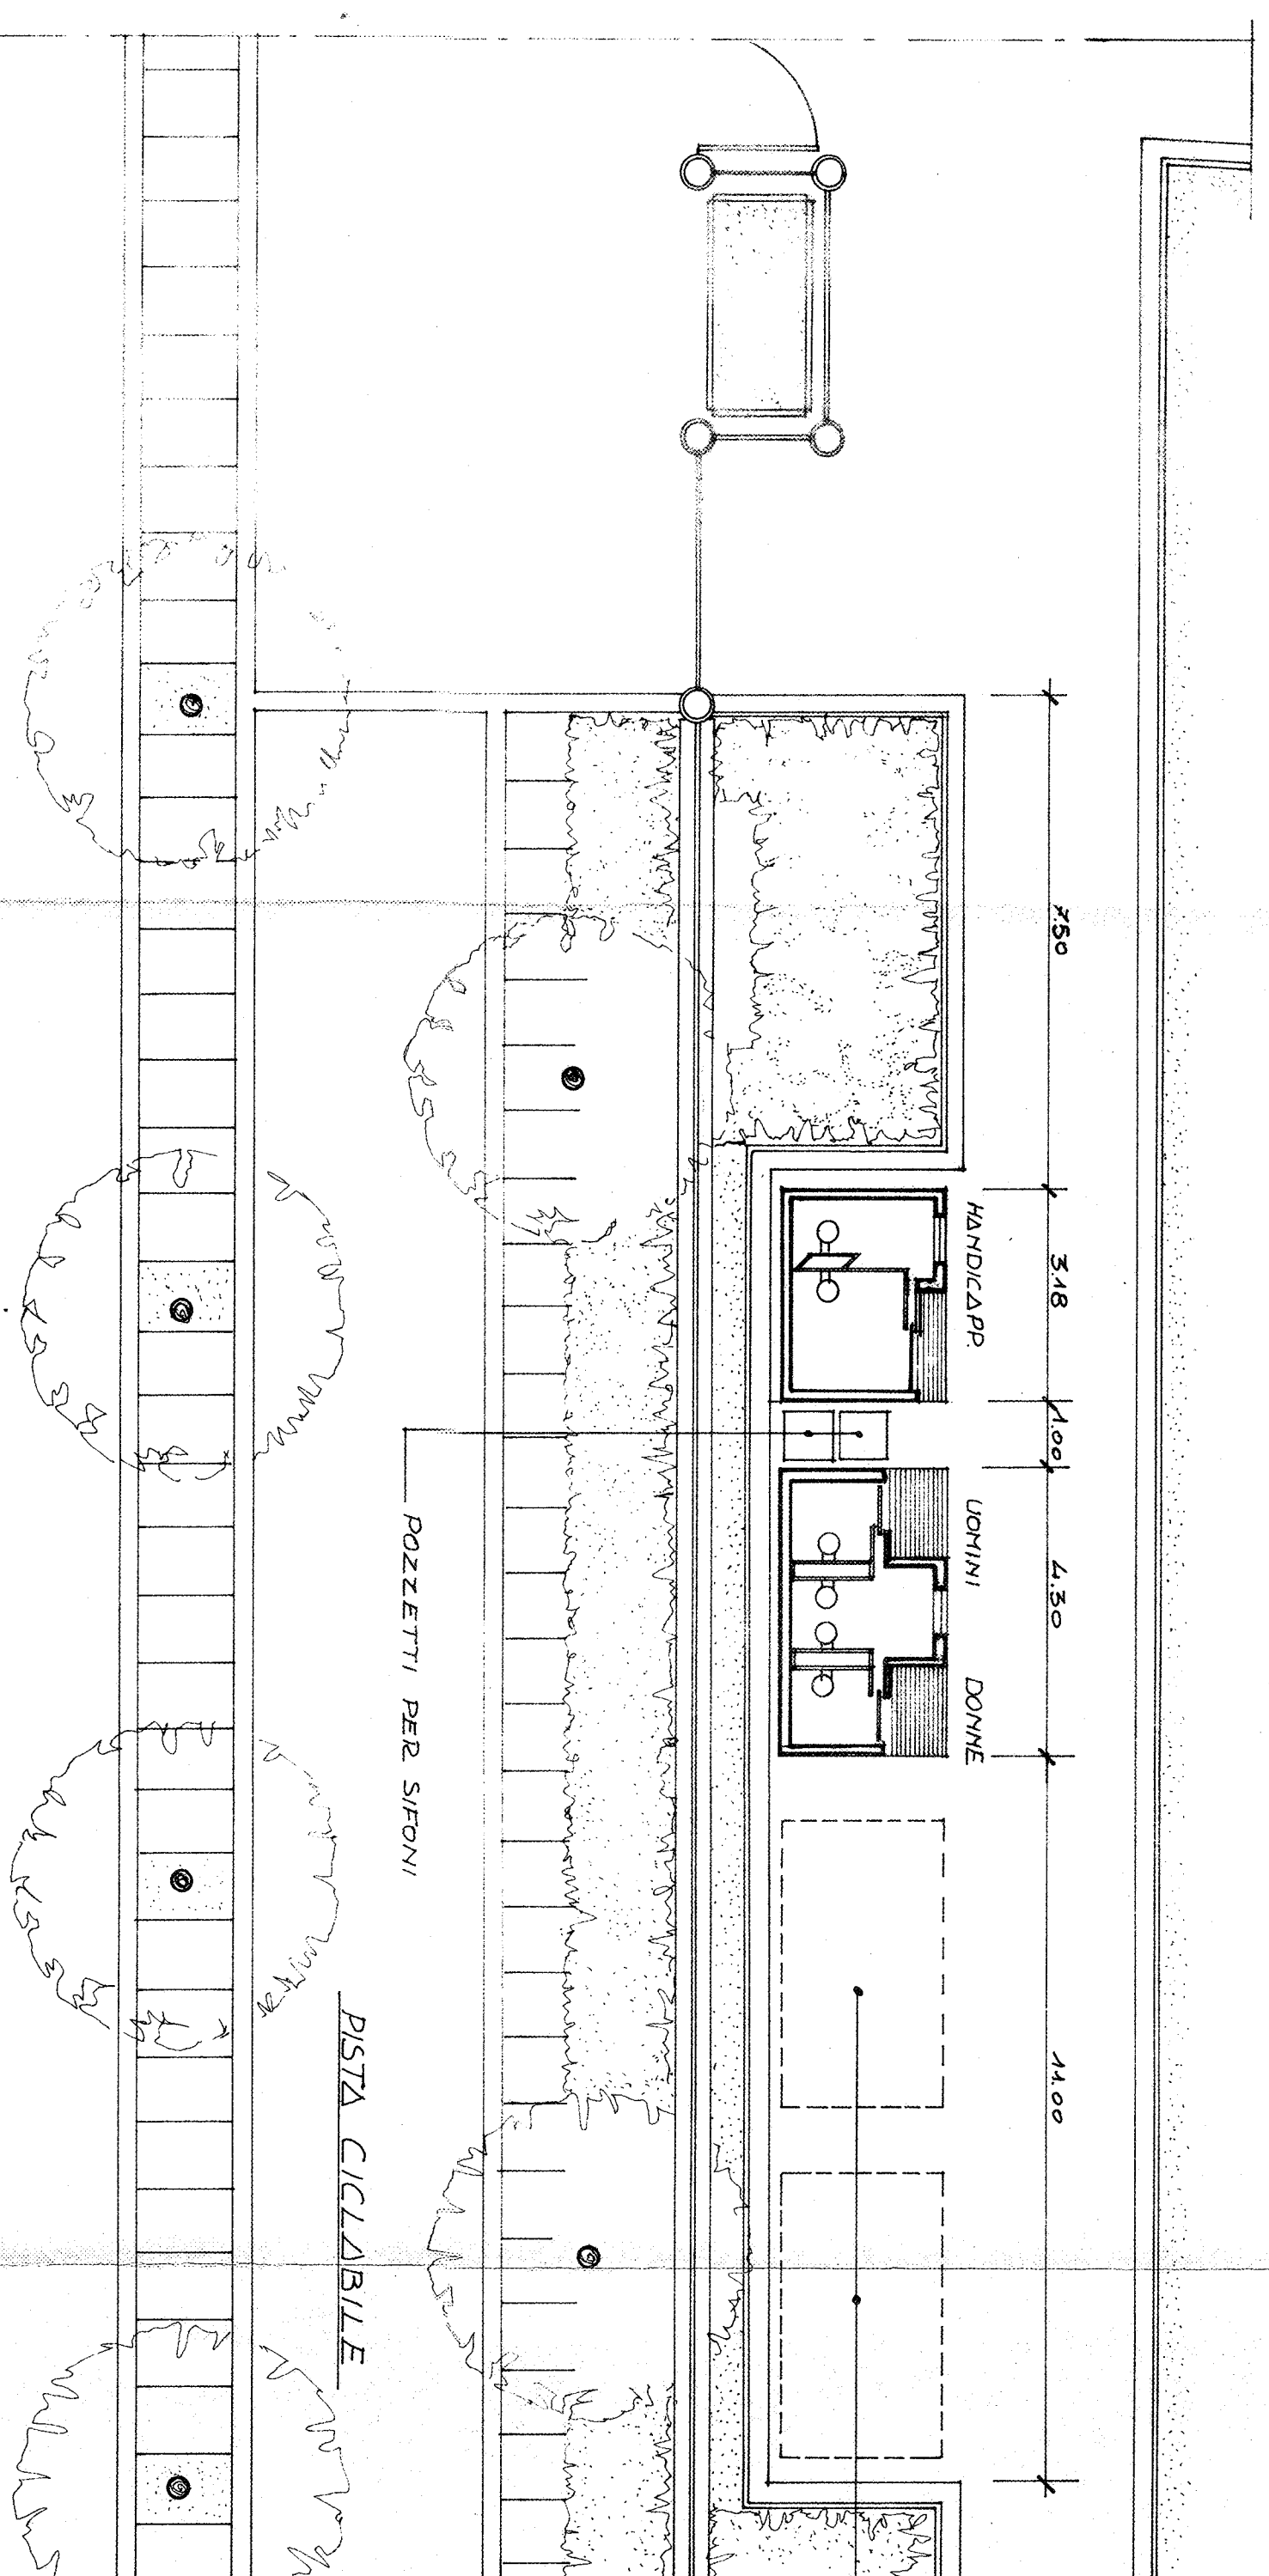 7.50
3.18
1.00
4.30
11.00
HANDICAPP.
UOMINI
DONNE
POZZETTI PER SIFONI
PISTA CICLABILE